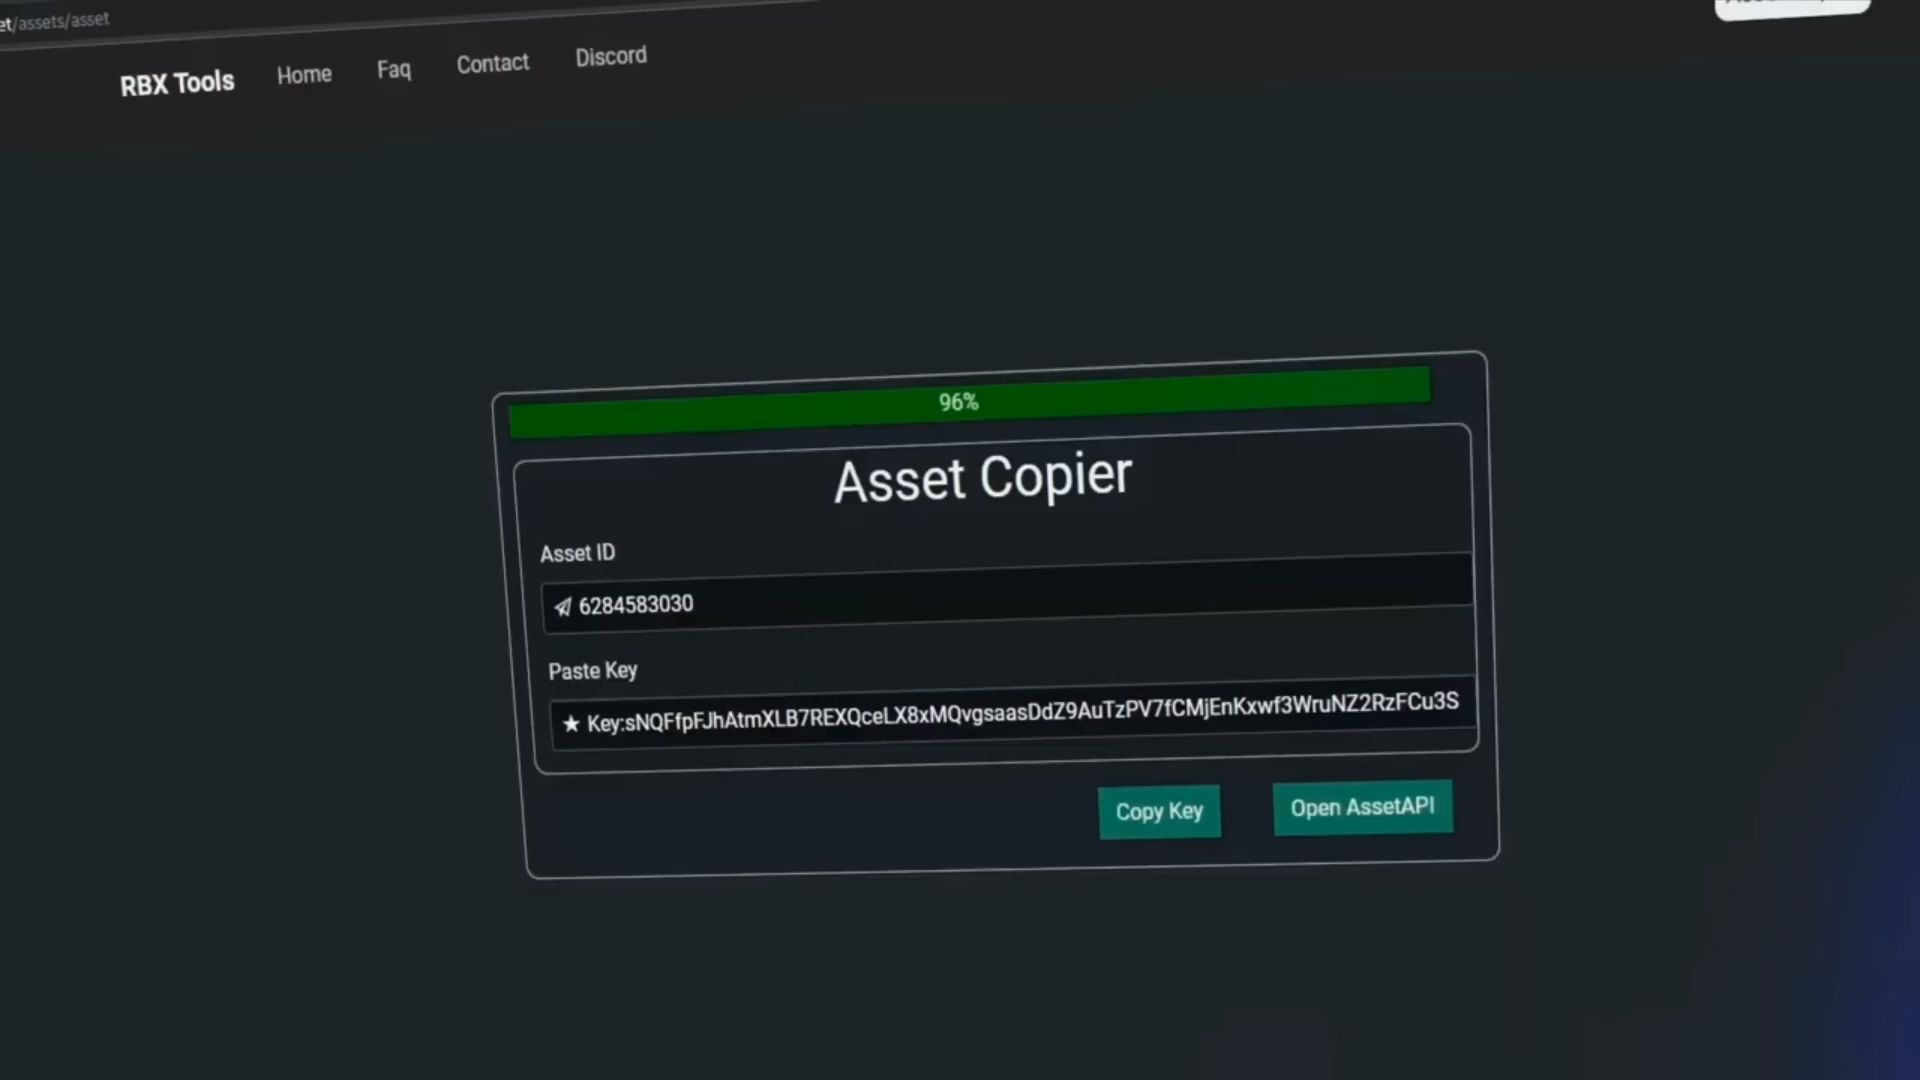 et/assets/asset
RBX Tools Home Faq Contact Discord
96%
Asset Copier
Asset ID
6284583030
Paste Key
Key:sNQFfpFJhAtmXLB7REXQceLX8xMQvgsaasDdZ9AuTzPV7fCMjEnKxwf3WruNZ2RzFCu3S
Copy Key Open AssetAPI